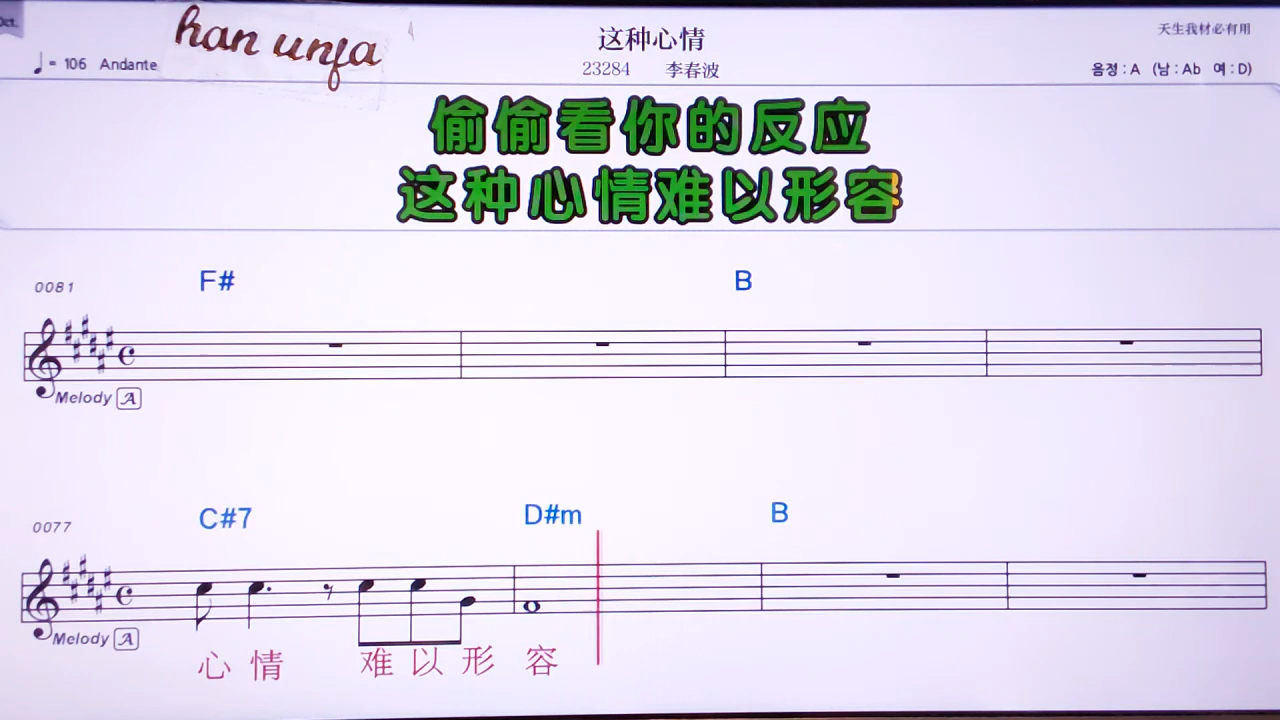 Oct.
han unfa
这种心情
天生我材必有用
= 106 Andante
23284 李春波
음정 : A (남 : Ab 여 : D)
偷偷看你的反应
这种心情难以形容
0081
F# B
Melody A
0077
C#7 D#m B
Melody A
心 情 难 以 形 容